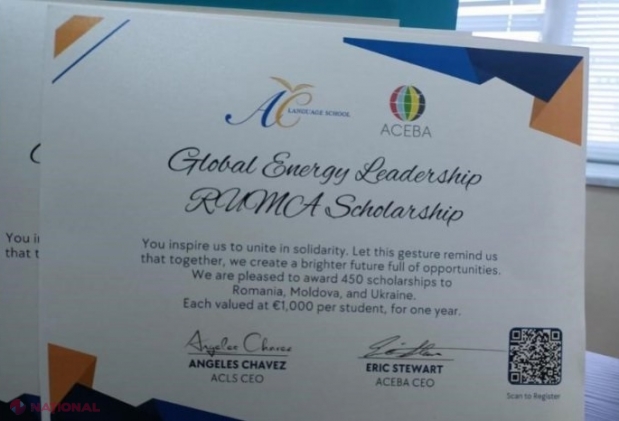 AC LANGUAGE SCHOOL
ACEBA
Global Energy Leadership
RUMA Scholarship
You inspire us to unite in solidarity. Let this gesture remind us
that together, we create a brighter future full of opportunities.
We are pleased to award 450 scholarships to
Romania, Moldova, and Ukraine.
Each valued at €1,000 per student, for one year.
Angeles Chavez
ANGELES CHAVEZ
ACLS CEO
ERIC STEWART
ACEBA CEO
Scan to Register
You
that
NATIONAL